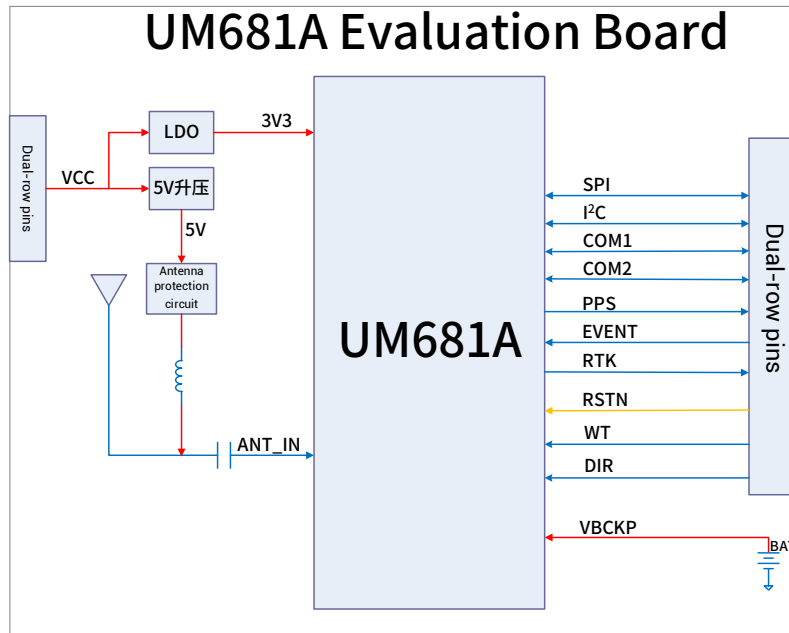 UM681A Evaluation Board
Dual-row pins
VCC
LDO
3V3
5V升压
5V
Antenna
protection
circuit
ANT_IN
UM681A
SPI
I²C
COM1
COM2
PPS
EVENT
RTK
RSTN
WT
DIR
VBCKP
Dual-row pins
BAT